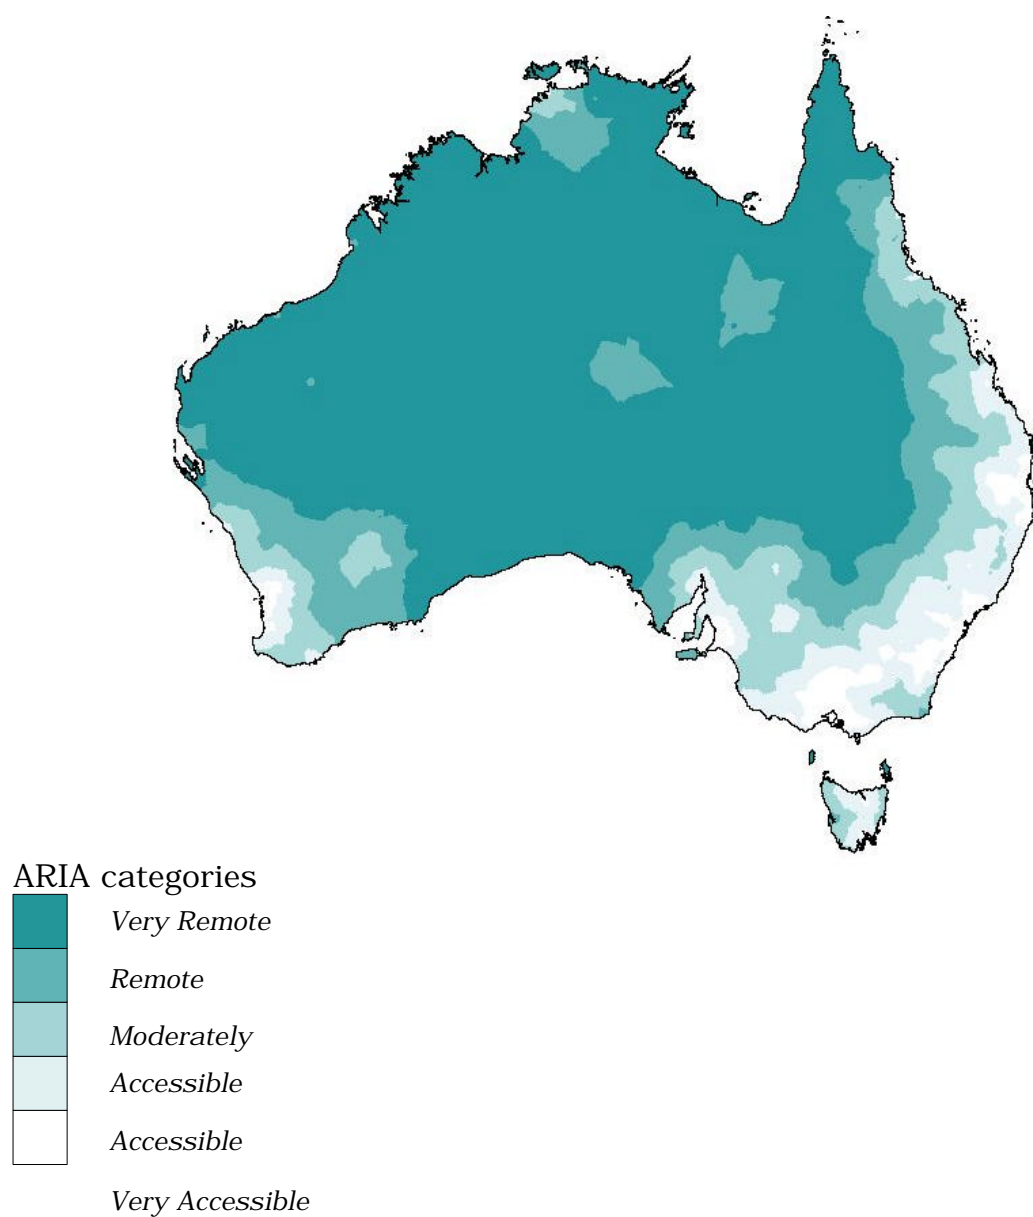 ARIA categories
Very Remote
Remote
Moderately
Accessible
Accessible
Very Accessible